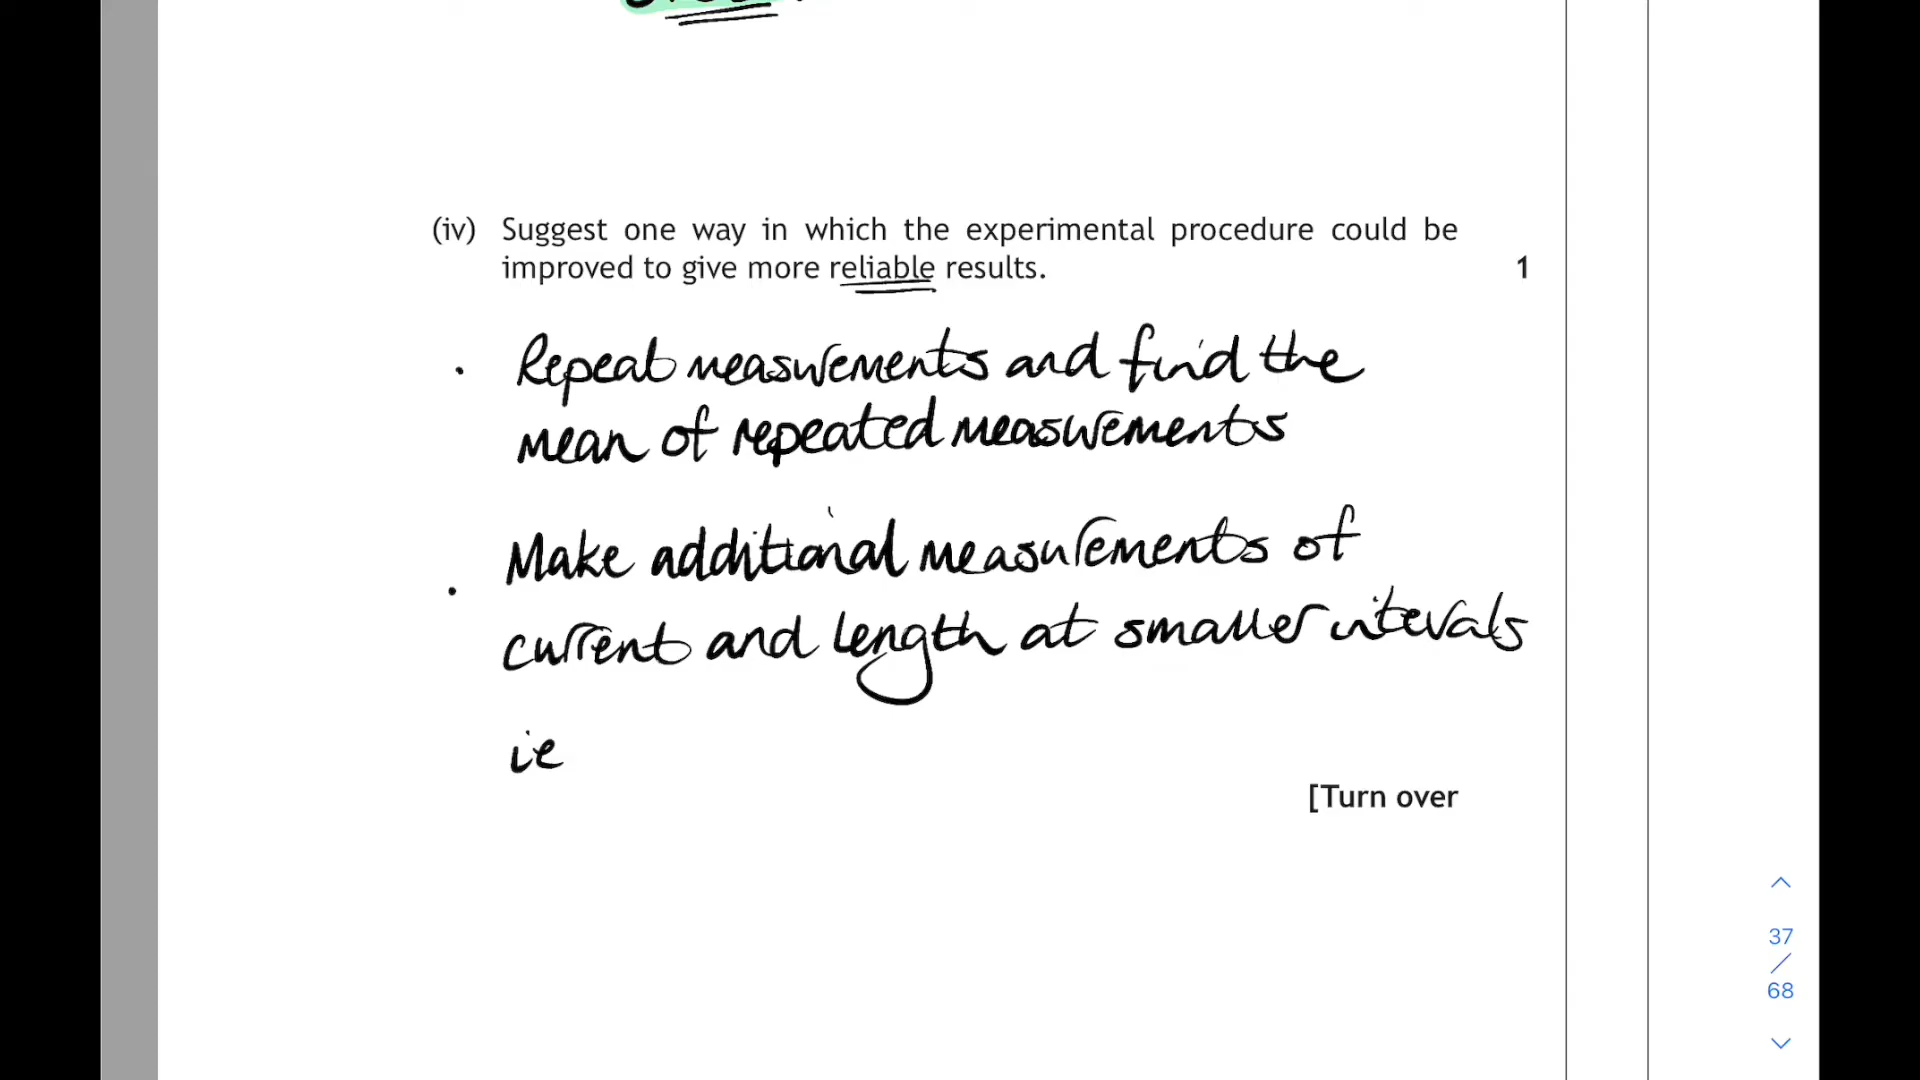 (iv) Suggest one way in which the experimental procedure could be
improved to give more reliable results. 1
• Repeat measurements and find the
mean of repeated measurements
• Make additional measurements of
current and length at smaller intevals
ie
[Turn over
37
/
68